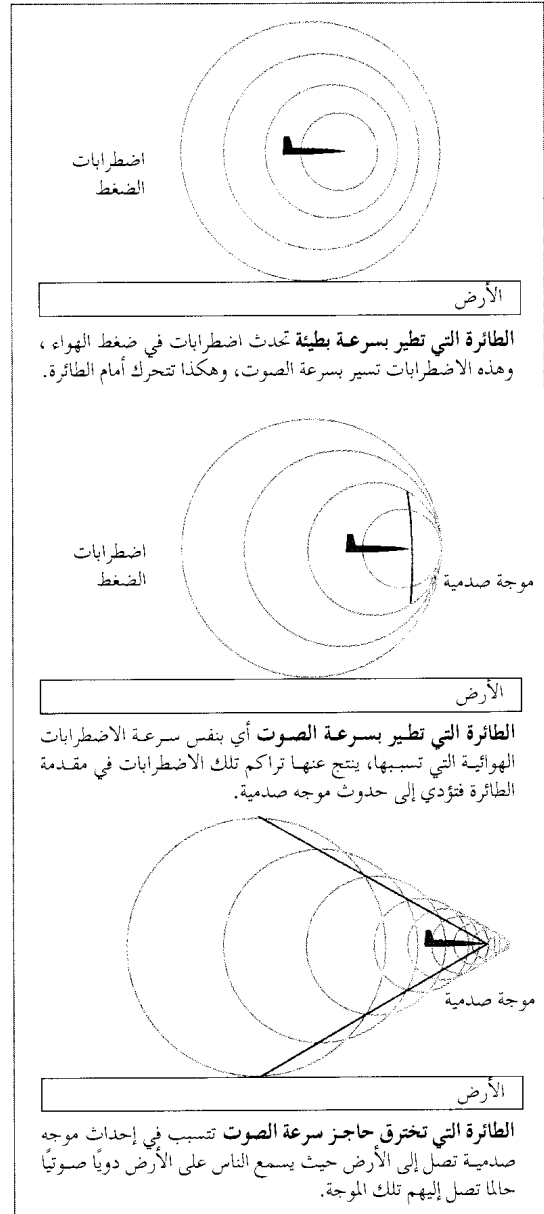 اضطرابات
الضغط
الأرض
الطائرة التي تطير بسرعة بطيئة تحدث اضطرابات في ضغط الهواء ،
وهذه الاضطرابات تسير بسرعة الصوت، وهكذا تتحرك أمام الطائرة.
اضطرابات
الضغط
موجة صدمية
الأرض
الطائرة التي تطير بسرعة الصوت أي بنفس سرعة الاضطرابات
الهوائية التي تسببها، ينتج عنها تراكم تلك الاضطرابات في مقدمة
الطائرة فتؤدي إلى حدوث موجه صدمية.
موجة صدمية
الأرض
الطائرة التي تخترق حاجز سرعة الصوت تتسبب في إحداث موجه
صدمية تصل إلى الأرض حيث يسمع الناس على الأرض دويًا صوتيًا
حالما تصل إليهم تلك الموجة.